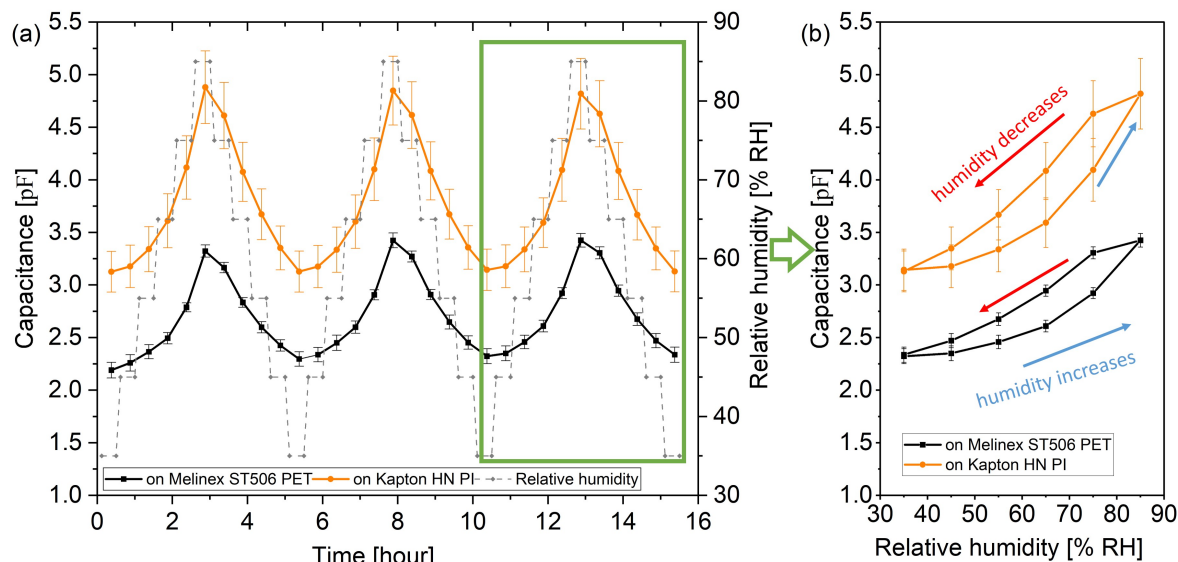 (a)
5.5
5.0
4.5
4.0
3.5
3.0
2.5
2.0
1.5
1.0
Capacitance [pF]
on Melinex ST506 PET on Kapton HN PI Relative humidity
0 2 4 6 8 10 12 14 16
Time [hour]
90
80
70
60
50
40
30
Relative humidity [% RH]
(b)
5.5
5.0
4.5
4.0
3.5
3.0
2.5
2.0
1.5
1.0
Capacitance [pF]
humidity decreases
humidity increases
on Melinex ST506 PET
on Kapton HN PI
30 40 50 60 70 80 90
Relative humidity [% RH]